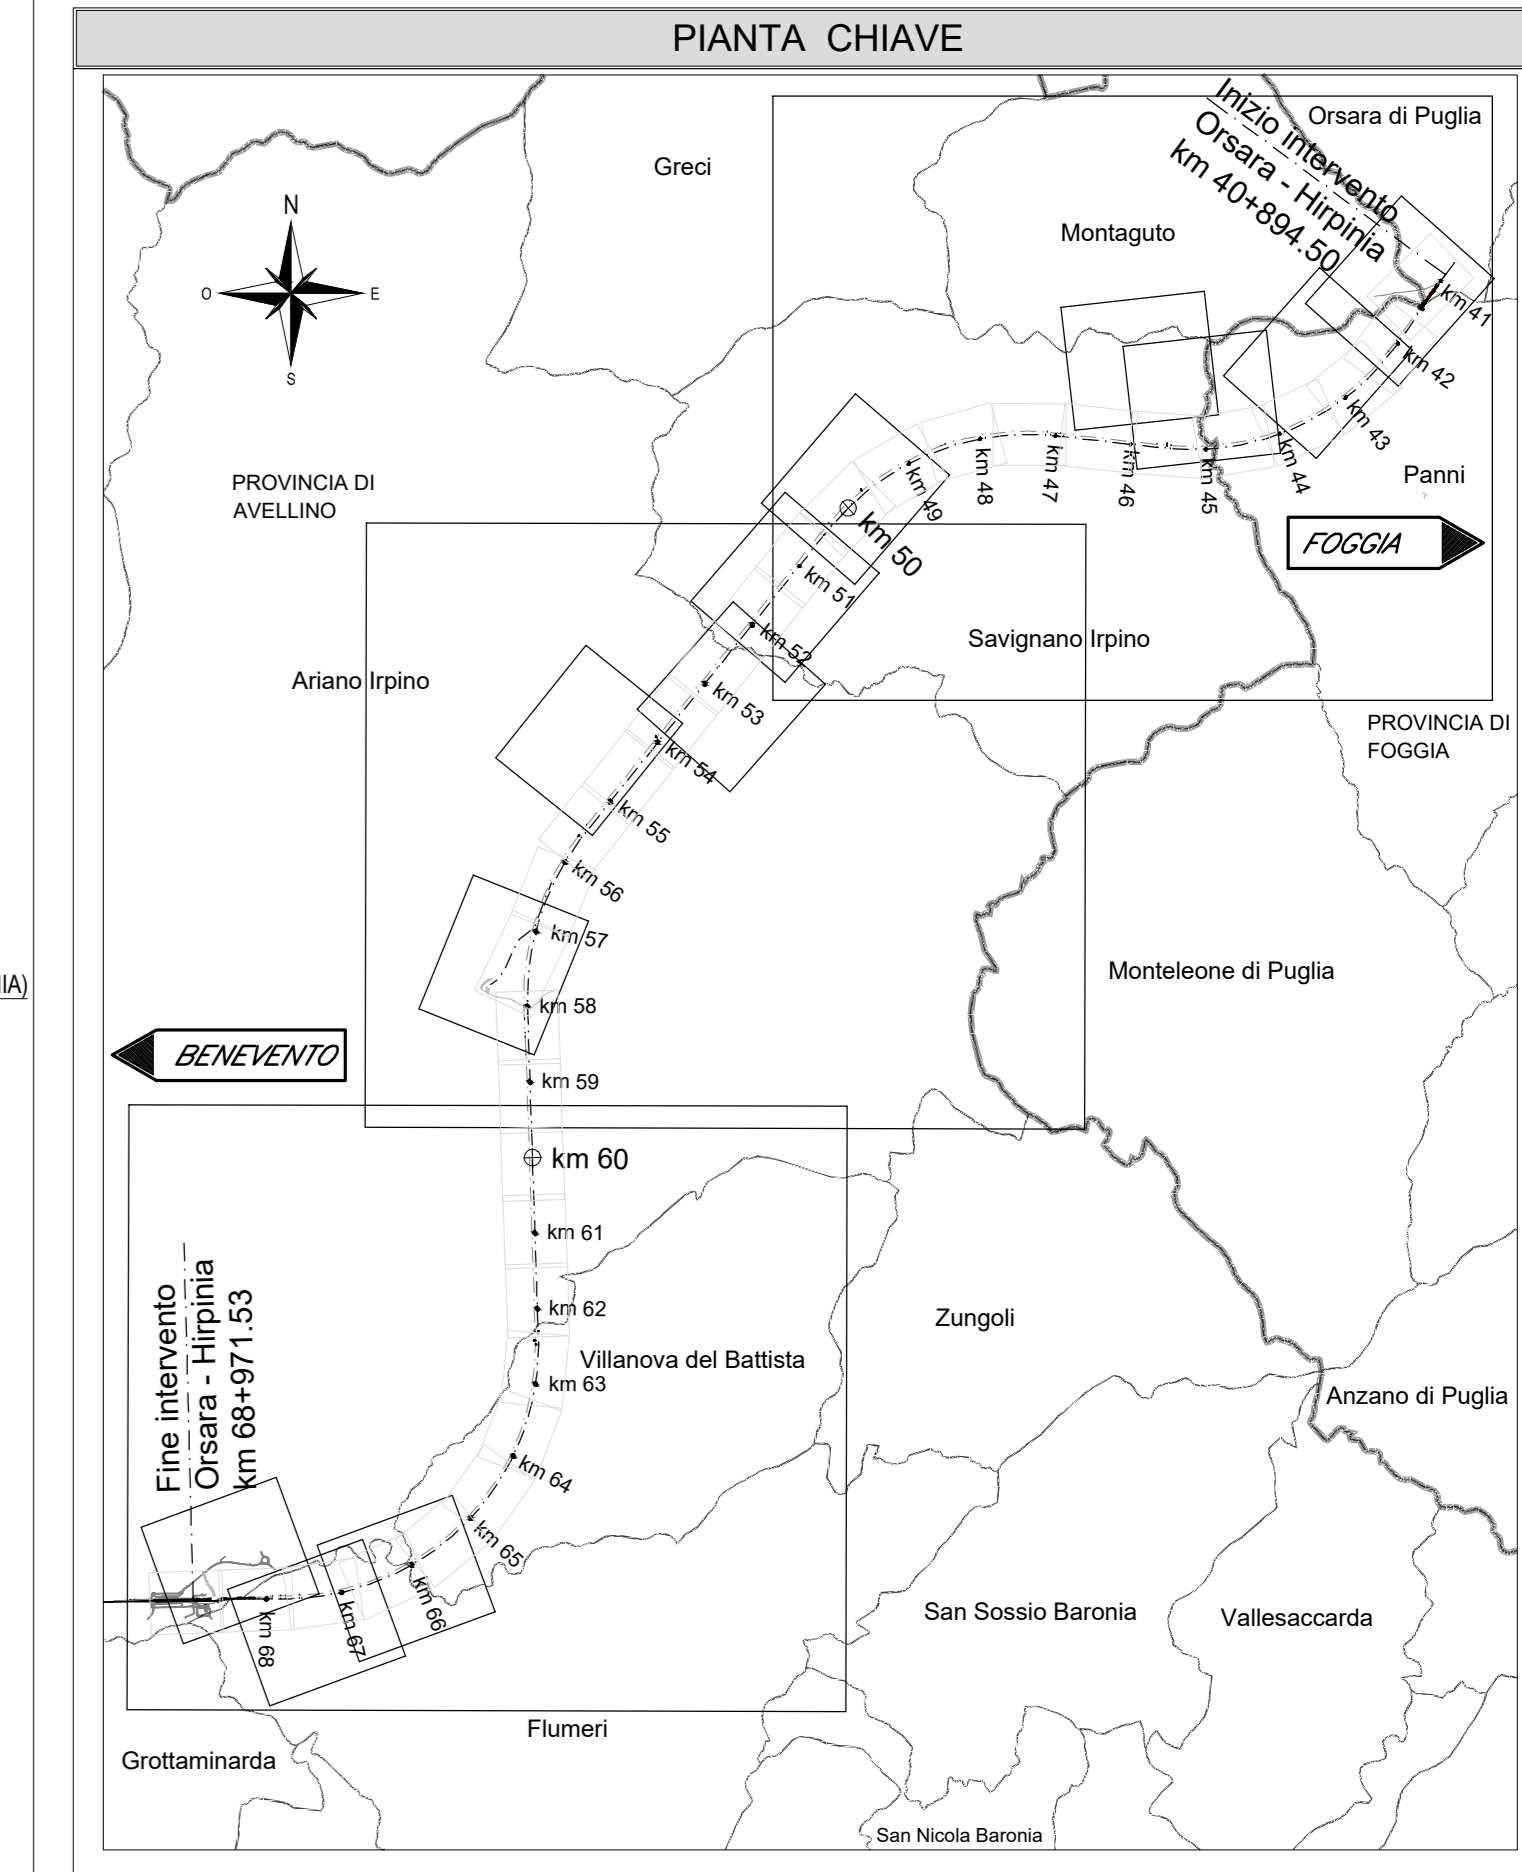 PIANTA CHIAVE
Inizio intervento
Orsara - Hirpinia
km 40+894.50
Orsara di Puglia
Greci
Montaguto
N
O
E
S
km 41
km 42
km 43
km 44
km 45
km 46
km 47
km 48
km 49
km 50
Panni
FOGGIA
PROVINCIA DI
AVELLINO
km 51
km 52
Savignano Irpino
Ariano Irpino
km 53
PROVINCIA DI
FOGGIA
km 54
km 55
km 56
km 57
Monteleone di Puglia
IIA)
km 58
BENEVENTO
km 59
km 60
km 61
km 62
Zungoli
Villanova del Battista
km 63
Anzano di Puglia
Fine intervento
Orsara - Hirpinia
km 68+971.53
km 64
km 65
km 66
km 67
km 68
San Sossio Baronia
Vallesaccarda
Flumeri
Grottaminarda
San Nicola Baronia